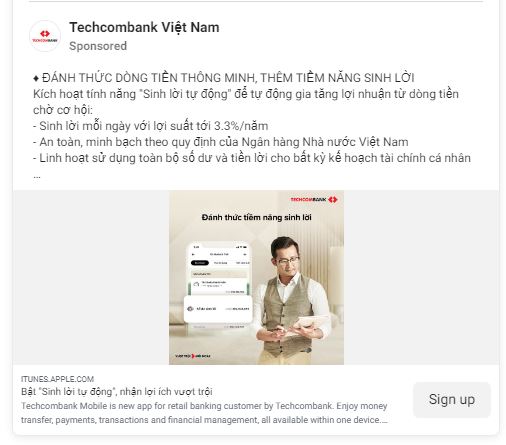 Techcombank Việt Nam
TECHCOMBANK
Sponsored
♦ ĐÁNH THỨC DÒNG TIỀN THÔNG MINH, THÊM TIỀM NĂNG SINH LỜI
Kích hoạt tính năng "Sinh lời tự động" để tự động gia tăng lợi nhuận từ dòng tiền
chờ cơ hội:
- Sinh lời mỗi ngày với lợi suất tới 3.3%/năm
- An toàn, minh bạch theo quy định của Ngân hàng Nhà nước Việt Nam
- Linh hoạt sử dụng toàn bộ số dư và tiền lời cho bất kỳ kế hoạch tài chính cá nhân
...
TECHCOMBANK
Đánh thức tiềm năng sinh lời
VƯỢT TRỘI MỖI NGÀY
ITUNES.APPLE.COM
Bật "Sinh lời tự động", nhận lợi ích vượt trội
Techcombank Mobile is new app for retail banking customer by Techcombank. Enjoy money
transfer, payments, transactions and financial management, all available within one device....
Sign up